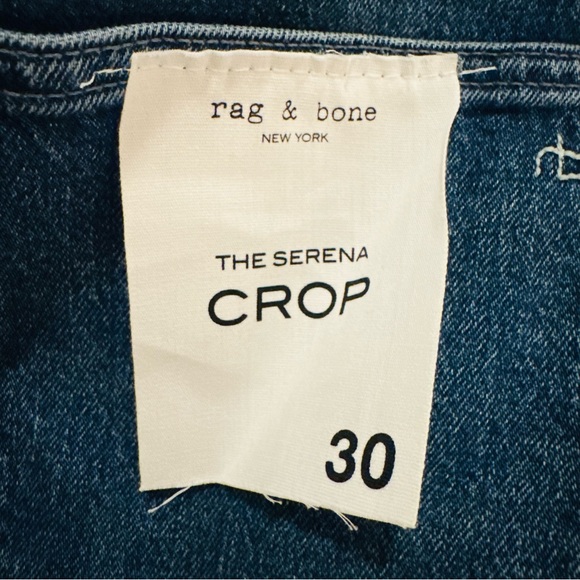 rag & bone
NEW YORK
THE SERENA
CROP
30